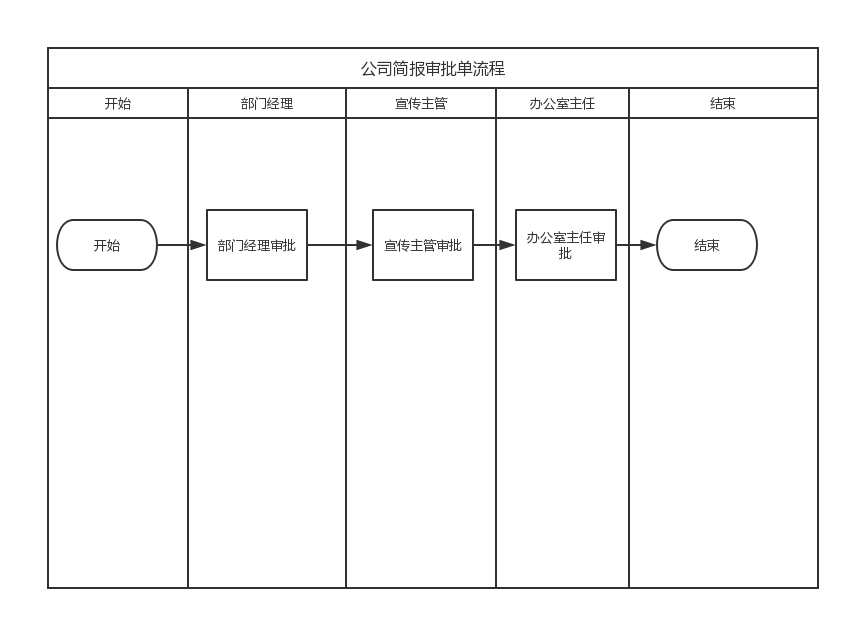 公司简报审批单流程
开始
部门经理
宣传主管
办公室主任
结束
开始
部门经理审批
宣传主管审批
办公室主任审
批
结束